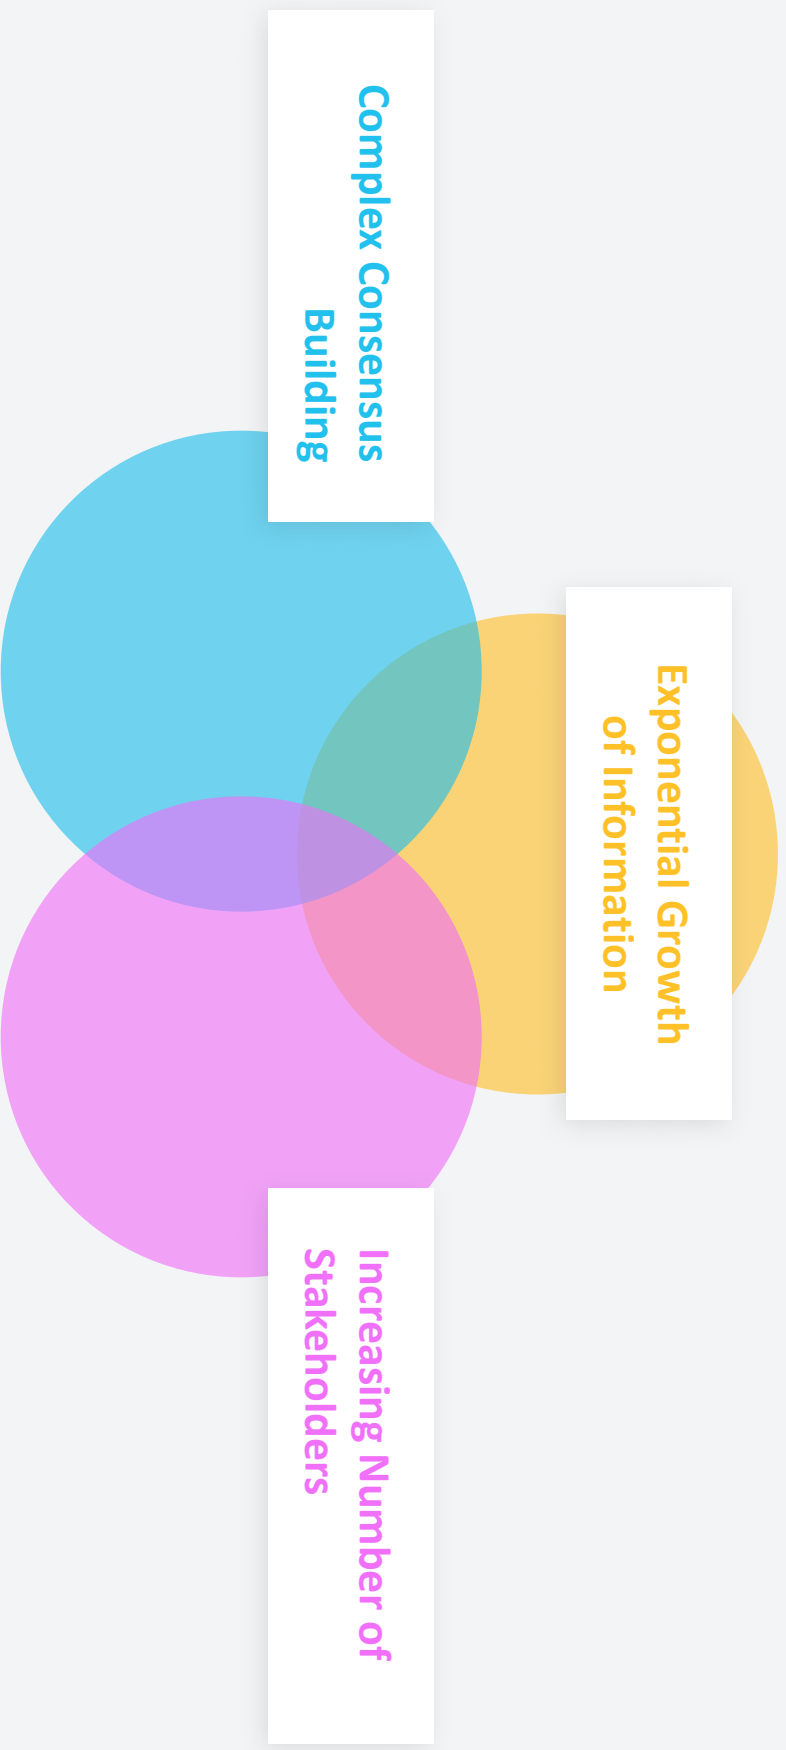 Exponential Growth
of Information
Complex Consensus
Building
Increasing Number of
Stakeholders